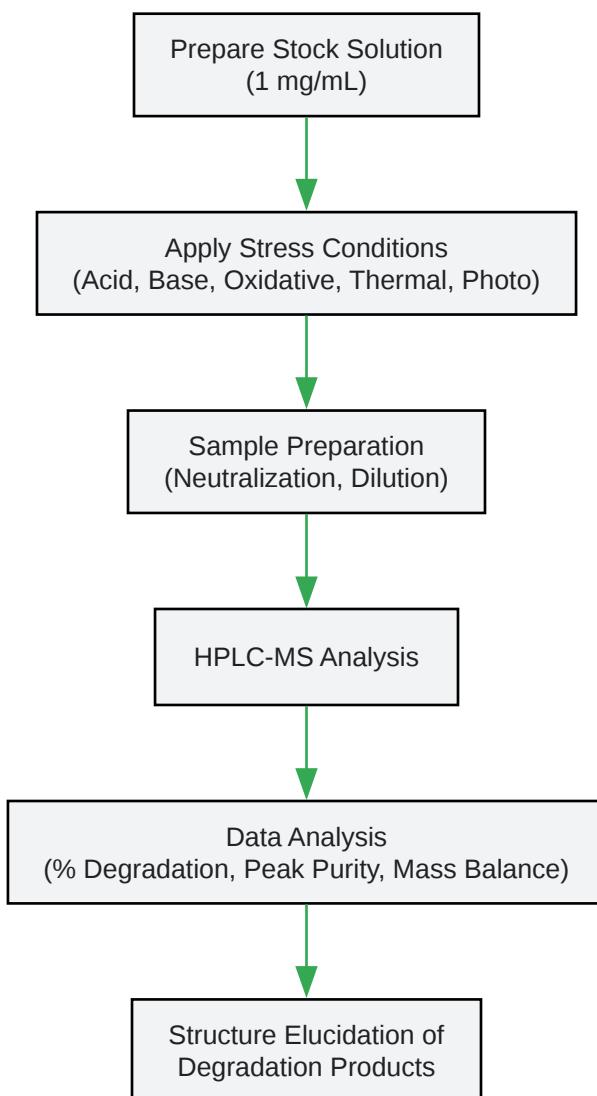 Prepare Stock Solution
(1 mg/mL)
Apply Stress Conditions
(Acid, Base, Oxidative, Thermal, Photo)
Sample Preparation
(Neutralization, Dilution)
HPLC-MS Analysis
Data Analysis
(% Degradation, Peak Purity, Mass Balance)
Structure Elucidation of
Degradation Products